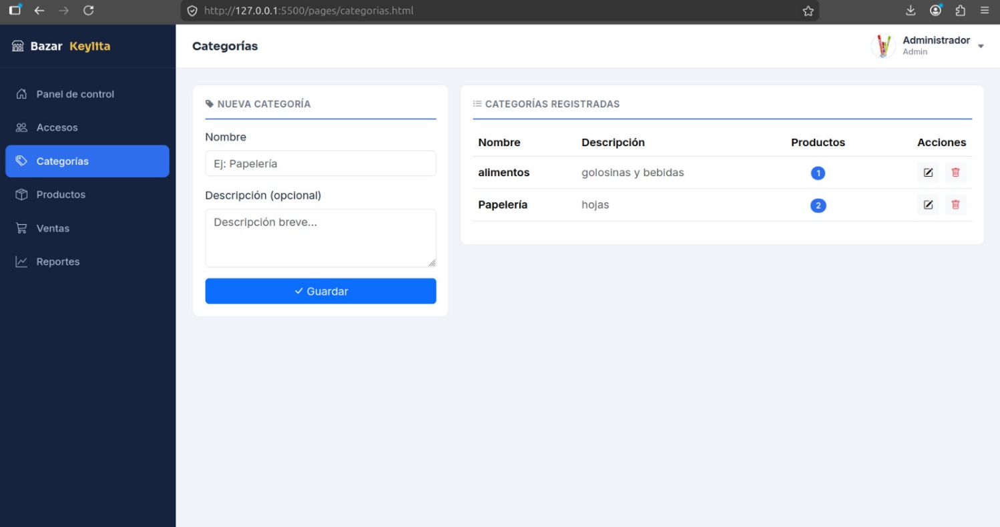 http://127.0.0.1:5500/pages/categorias.html
Bazar Keylita
Categorías
Administrador
Admin
Panel de control
Accesos
Categorías
Productos
Ventas
Reportes
NUEVA CATEGORÍA
Nombre
Ej: Papelería
Descripción (opcional)
Descripción breve...
Guardar
CATEGORÍAS REGISTRADAS
Nombre Descripción Productos Acciones
alimentos golosinas y bebidas 1
Papelería hojas 2